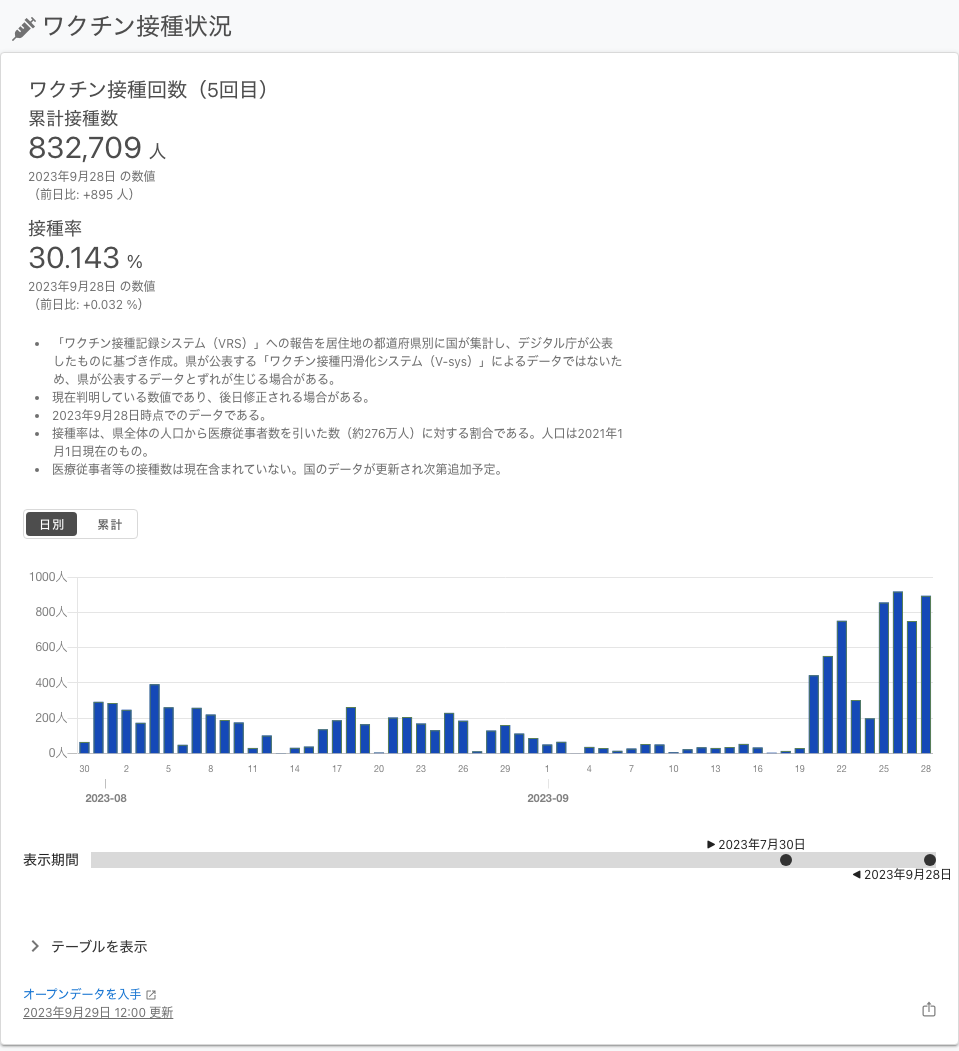 ワクチン接種状況
ワクチン接種回数（5回目）
累計接種数
832,709 人
2023年9月28日 の数値
（前日比: +895 人）
接種率
30.143 %
2023年9月28日 の数値
（前日比: +0.032 %）
• 「ワクチン接種記録システム（VRS）」への報告を居住地の都道府県別に国が集計し、デジタル庁が公表
したものに基づき作成。県が公表する「ワクチン接種円滑化システム（V-sys）」によるデータではないた
め、県が公表するデータとずれが生じる場合がある。
• 現在判明している数値であり、後日修正される場合がある。
• 2023年9月28日時点でのデータである。
• 接種率は、県全体の人口から医療従事者数を引いた数（約276万人）に対する割合である。人口は2021年1
月1日現在のもの。
• 医療従事者等の接種数は現在含まれていない。国のデータが更新され次第追加予定。
日別 累計
1000人
800人
600人
400人
200人
0人
30 2 5 8 11 14 17 20 23 26 29 1 4 7 10 13 16 19 22 25 28
2023-08 2023-09
▶ 2023年7月30日
表示期間
◀ 2023年9月28日
テーブルを表示
オープンデータを入手
2023年9月29日 12:00 更新